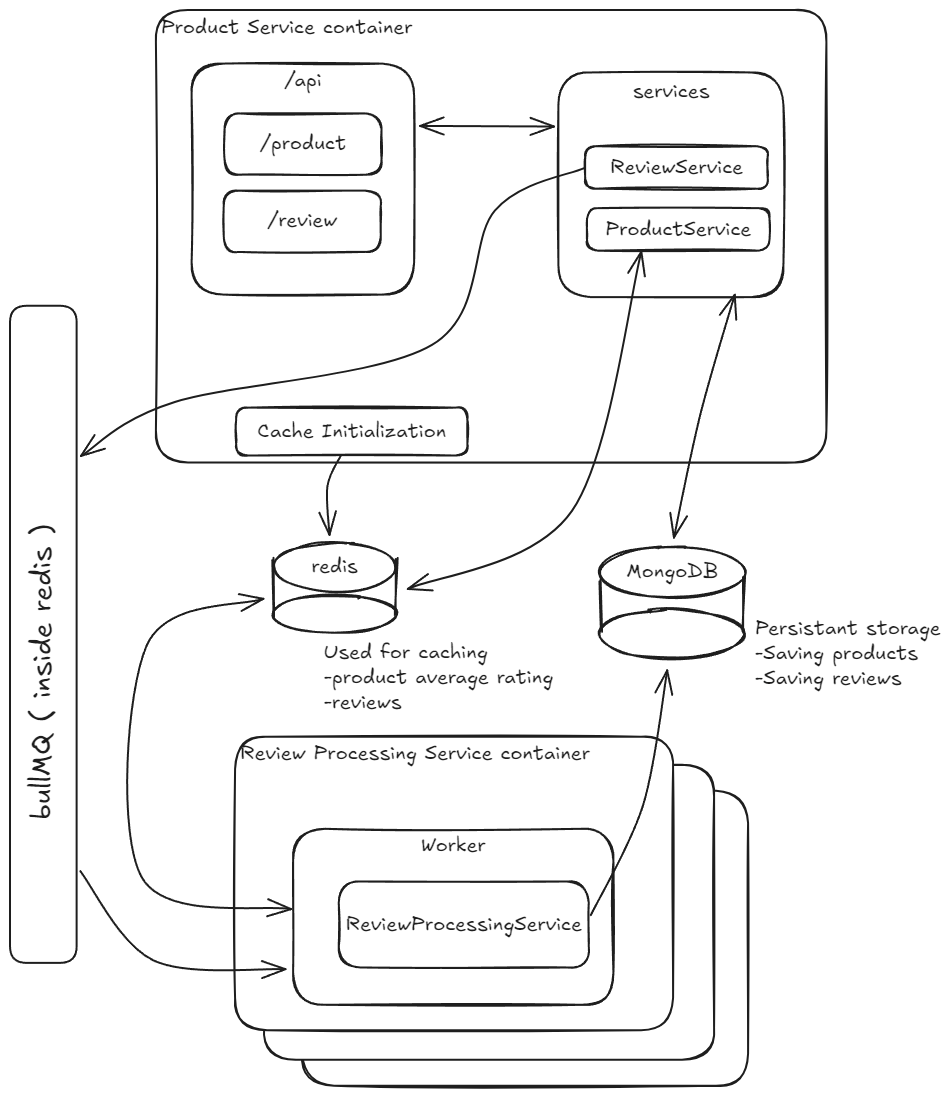 Product Service container
/api
/product
/review
services
ReviewService
ProductService
Cache Initialization
bullMQ ( inside redis )
redis
Used for caching
-product average rating
-reviews
MongoDB
Persistant storage
-Saving products
-Saving reviews
Review Processing Service container
Worker
ReviewProcessingService